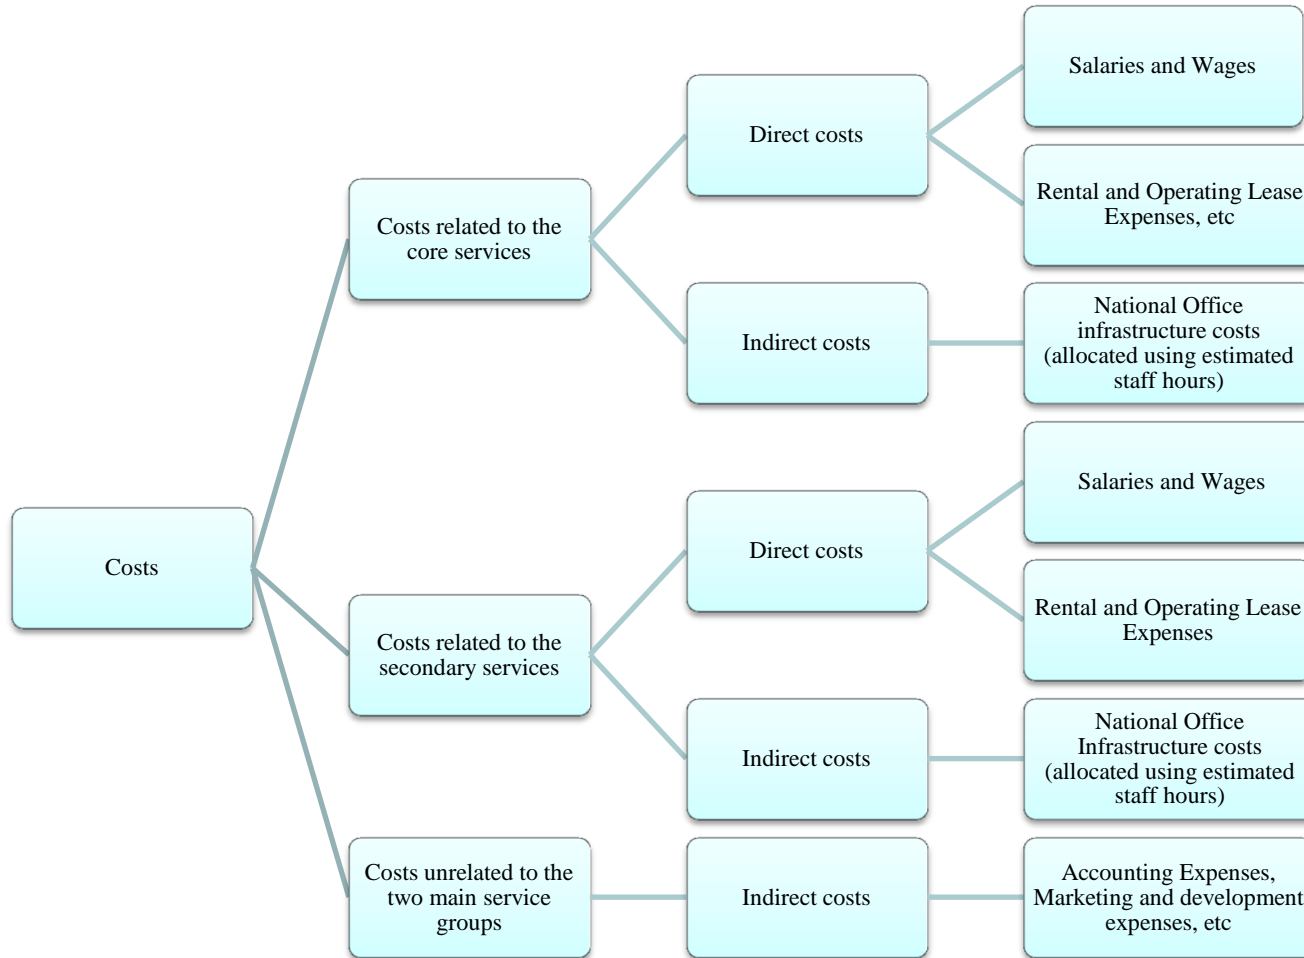 Costs
Costs related to the
core services
Direct costs
Salaries and Wages
Rental and Operating Lease
Expenses, etc
Indirect costs
National Office
infrastructure costs
(allocated using estimated
staff hours)
Costs related to the
secondary services
Direct costs
Salaries and Wages
Rental and Operating Lease
Expenses
Indirect costs
National Office
Infrastructure costs
(allocated using estimated
staff hours)
Costs unrelated to the
two main service
groups
Indirect costs
Accounting Expenses,
Marketing and development
expenses, etc